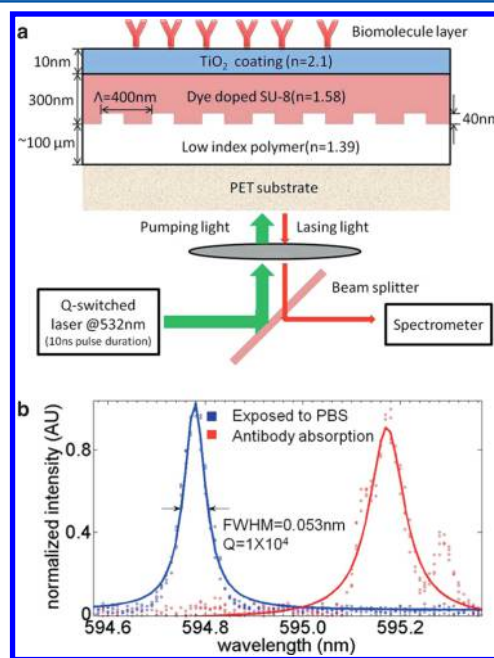 a
Biomolecule layer
10nm
TiO₂ coating(n=2.1)
300nm
Λ=400nm
Dye doped SU-8(n=1.58)
40nm
~100 μm
Low index polymer(n=1.39)
PET substrate
Pumping light
Lasing light
Beam splitter
Q-switched
laser @532nm
(10ns pulse duration)
Spectrometer
b
normalized intensity (AU)
0.8
0.4
0
Exposed to PBS
Antibody absorption
FWHM=0.053nm
Q=1X10⁴
594.6 594.8 595.0 595.2
wavelength (nm)